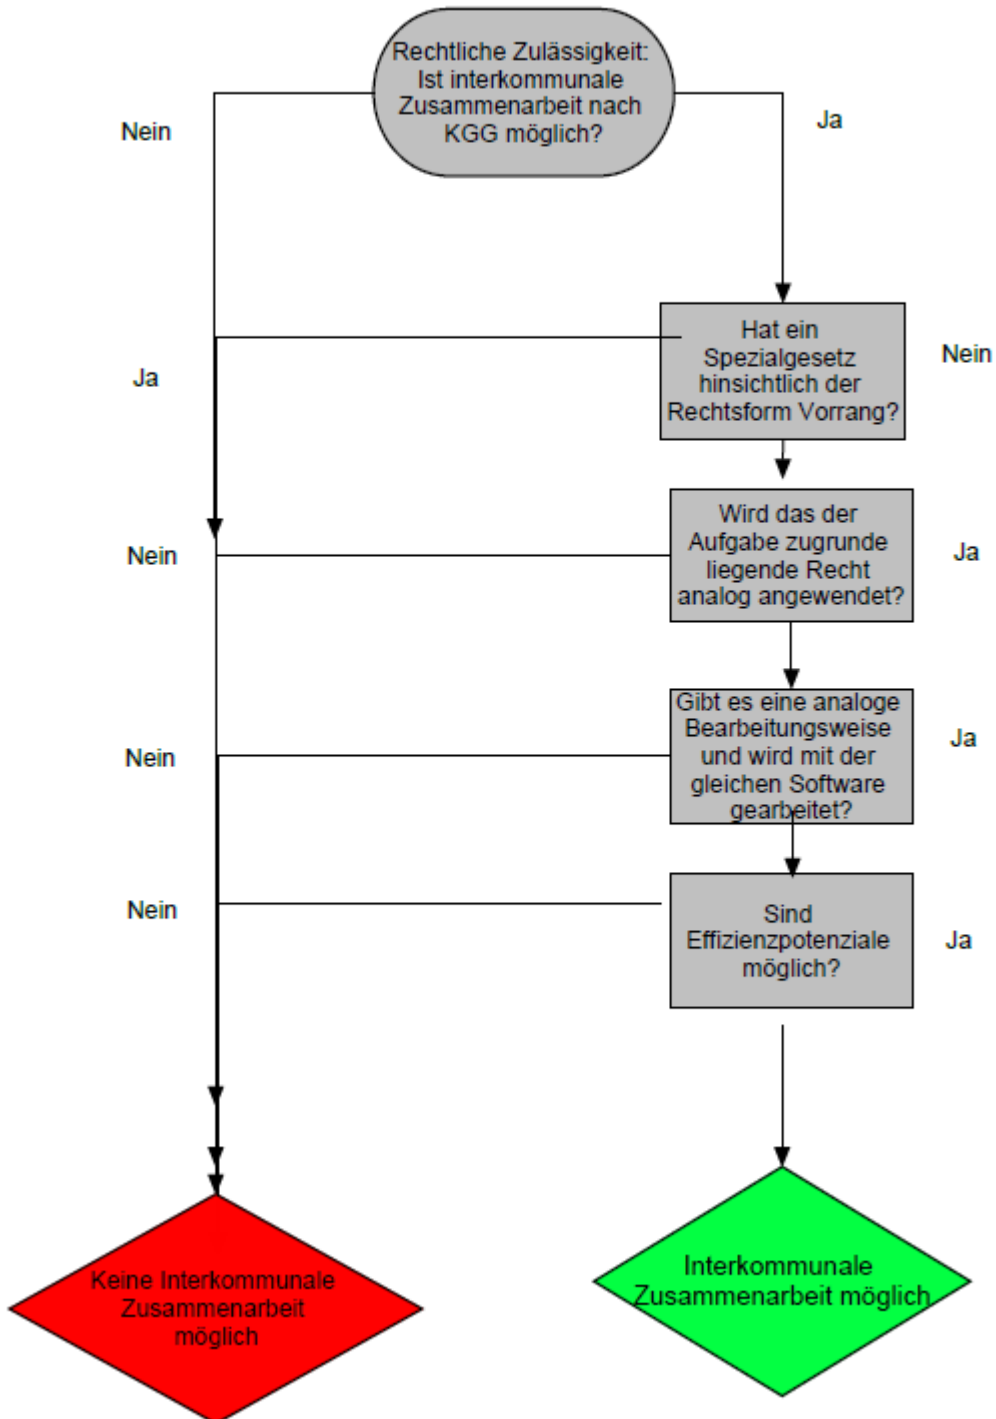 Rechtliche Zulässigkeit:
Ist interkommunale
Zusammenarbeit nach
KGG möglich?
Nein
Ja
Hat ein
Spezialgesetz
hinsichtlich der
Rechtsform Vorrang?
Ja
Nein
Wird das der
Aufgabe zugrunde
liegende Recht
analog angewendet?
Nein
Ja
Gibt es eine analoge
Bearbeitungsweise
und wird mit der
gleichen Software
gearbeitet?
Nein
Ja
Sind
Effizienzpotenziale
möglich?
Nein
Ja
Keine Interkommunale
Zusammenarbeit
möglich
Interkommunale
Zusammenarbeit möglich